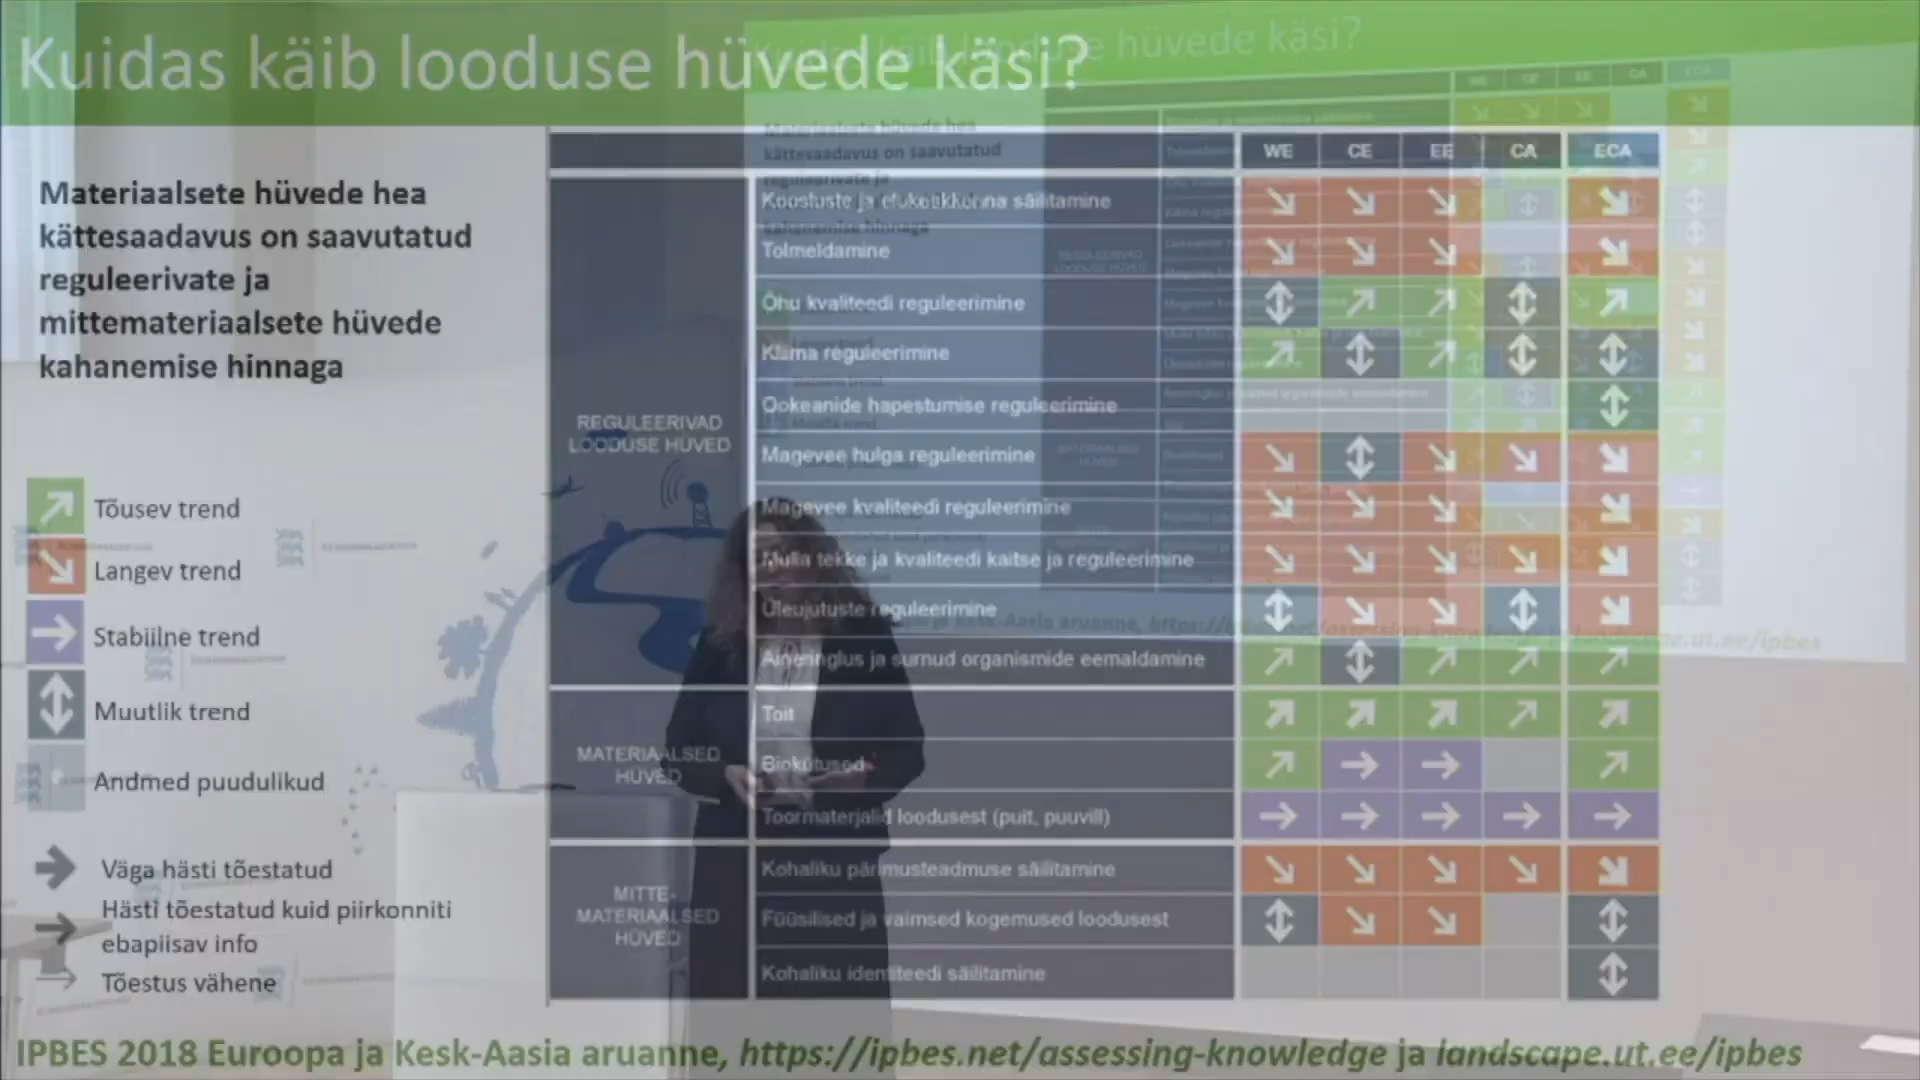 Kuidas käib looduse hüvede käsi?
Materiaalsete hüvede hea
kättesaadavus on saavutatud
reguleerivate ja
mittemateriaalsete hüvede
kahanemise hinnaga
Tõusev trend
Langev trend
Stabiilne trend
Muutlik trend
Andmed puudulikud
Väga hästi tõestatud
Hästi tõestatud kuid piirkonniti
ebapiisav info
Tõestus vähene
WE CE EE CA ECA
REGULEERIVAD
LOODUSE HÜVED
Koosluste ja elukeskkonna säilitamine
Tolmeldamine
Õhu kvaliteedi reguleerimine
Kliima reguleerimine
Ookeanide hapestumise reguleerimine
Magevee hulga reguleerimine
Magevee kvaliteedi reguleerimine
Mulla tekke ja kvaliteedi kaitse ja reguleerimine
Üleujutuste reguleerimine
Aineringlus ja surnud organismide eemaldamine
MATERIAALSED
HÜVED
Toit
Biokütused
Toormaterjalid loodusest (puit, puuvill)
MITTE-
MATERIAALSED
HÜVED
Kohaliku pärimusteadmuse säilitamine
Füüsilised ja vaimsed kogemused loodusest
Kohaliku identiteedi säilitamine
IPBES 2018 Euroopa ja Kesk-Aasia aruanne, https://ipbes.net/assessing-knowledge ja landscape.ut.ee/ipbes